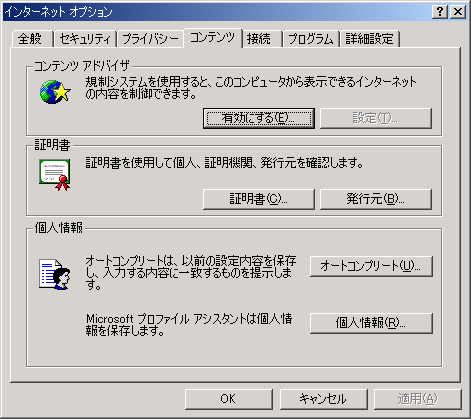 インターネット オプション
全般 セキュリティ プライバシー コンテンツ 接続 プログラム 詳細設定
コンテンツ アドバイザ
規制システムを使用すると、このコンピュータから表示できるインターネット
の内容を制御できます。
有効にする(E)... 設定(T)...
証明書
証明書を使用して個人、証明機関、発行元を確認します。
証明書(C)... 発行元(B)...
個人情報
オートコンプリートは、以前の設定内容を保存
し、入力する内容に一致するものを提示しま
す。
オートコンプリート(U)...
Microsoft プロファイル アシスタントは個人情
報を保存します。
個人情報(R)...
OK キャンセル 適用(A)